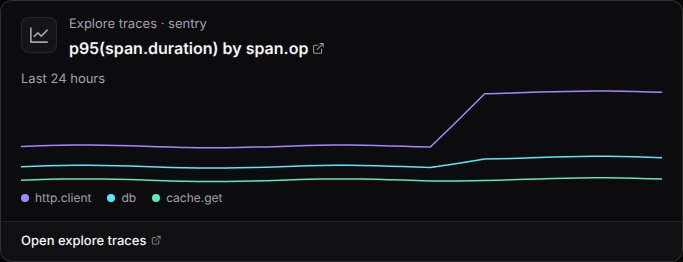 Explore traces · sentry
p95(span.duration) by span.op
Last 24 hours
http.client db cache.get
Open explore traces